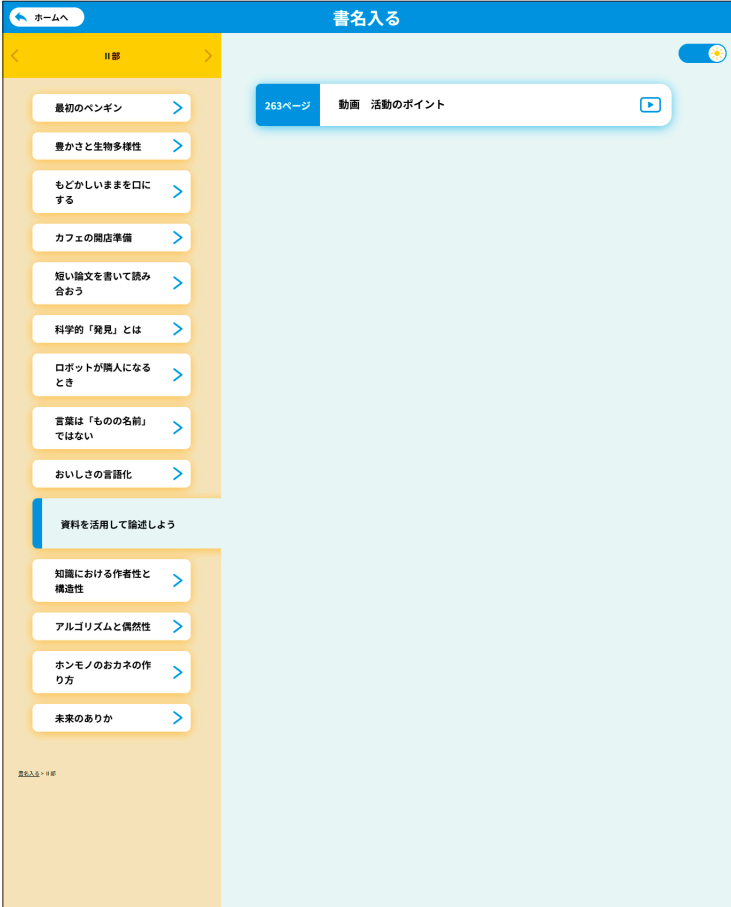 ホームへ
書名入る
II部
最初のペンギン
豊かさと生物多様性
もどかしいままを口に
する
カフェの開店準備
短い論文を書いて読み
合おう
科学的「発見」とは
ロボットが隣人になる
とき
言葉は「ものの名前」
ではない
おいしさの言語化
資料を活用して論述しよう
知識における作者性と
構造性
アルゴリズムと偶然性
ホンモノのおカネの作
り方
未来のありか
書名入る > II部
263ページ
動画　活動のポイント